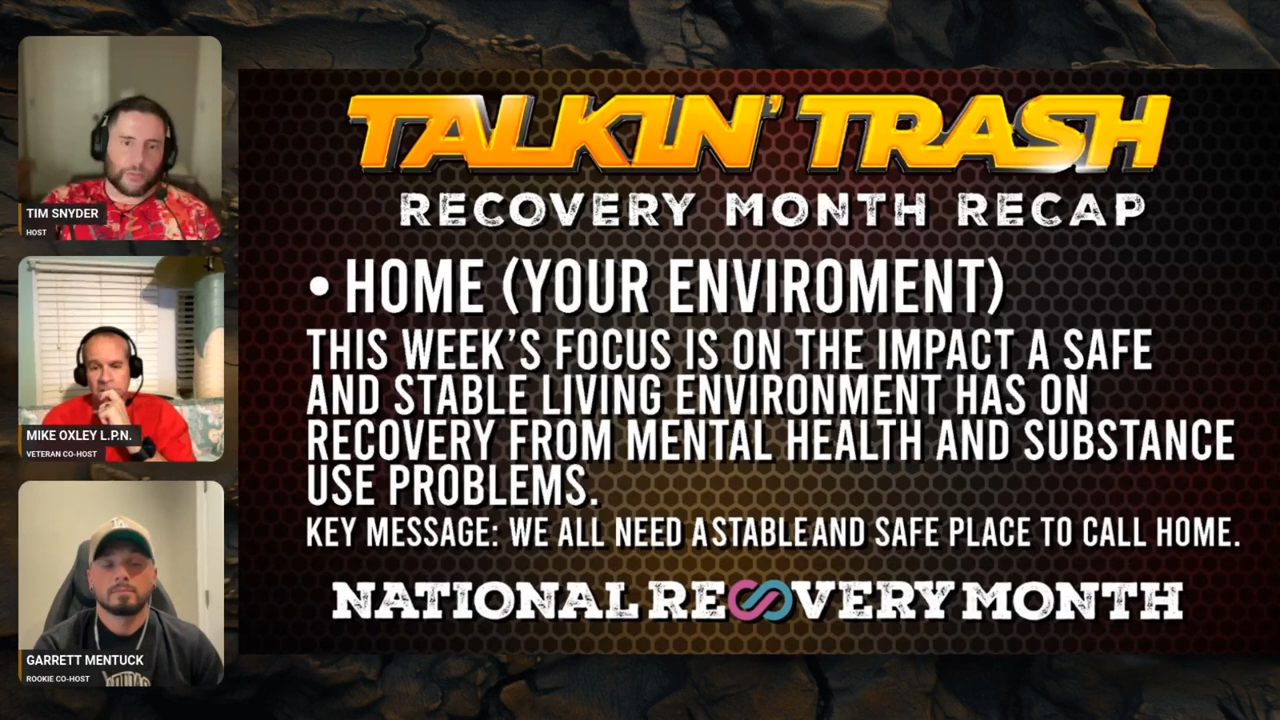 TALKIN' TRASH
RECOVERY MONTH RECAP
• HOME (YOUR ENVIROMENT)
THIS WEEK'S FOCUS IS ON THE IMPACT A SAFE
AND STABLE LIVING ENVIRONMENT HAS ON
RECOVERY FROM MENTAL HEALTH AND SUBSTANCE
USE PROBLEMS.
KEY MESSAGE: WE ALL NEED A STABLE AND SAFE PLACE TO CALL HOME.
NATIONAL RECOVERY MONTH
TIM SNYDER
HOST
MIKE OXLEY L.P.N.
VETERAN CO-HOST
LA
GARRETT MENTUCK
ROOKIE CO-HOST